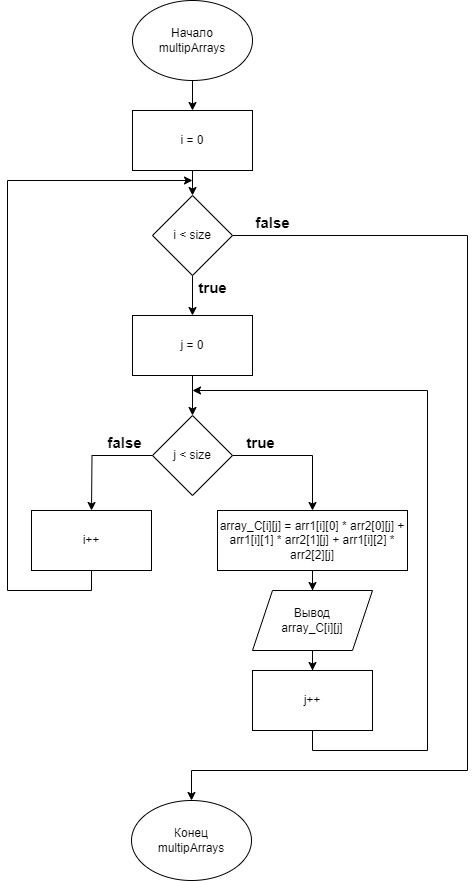 Начало
multipArrays
i = 0
i < size
false
true
j = 0
j < size
false
true
i++
array_C[i][j] = arr1[i][0] * arr2[0][j] +
arr1[i][1] * arr2[1][j] + arr1[i][2] *
arr2[2][j]
Вывод
array_C[i][j]
j++
Конец
multipArrays